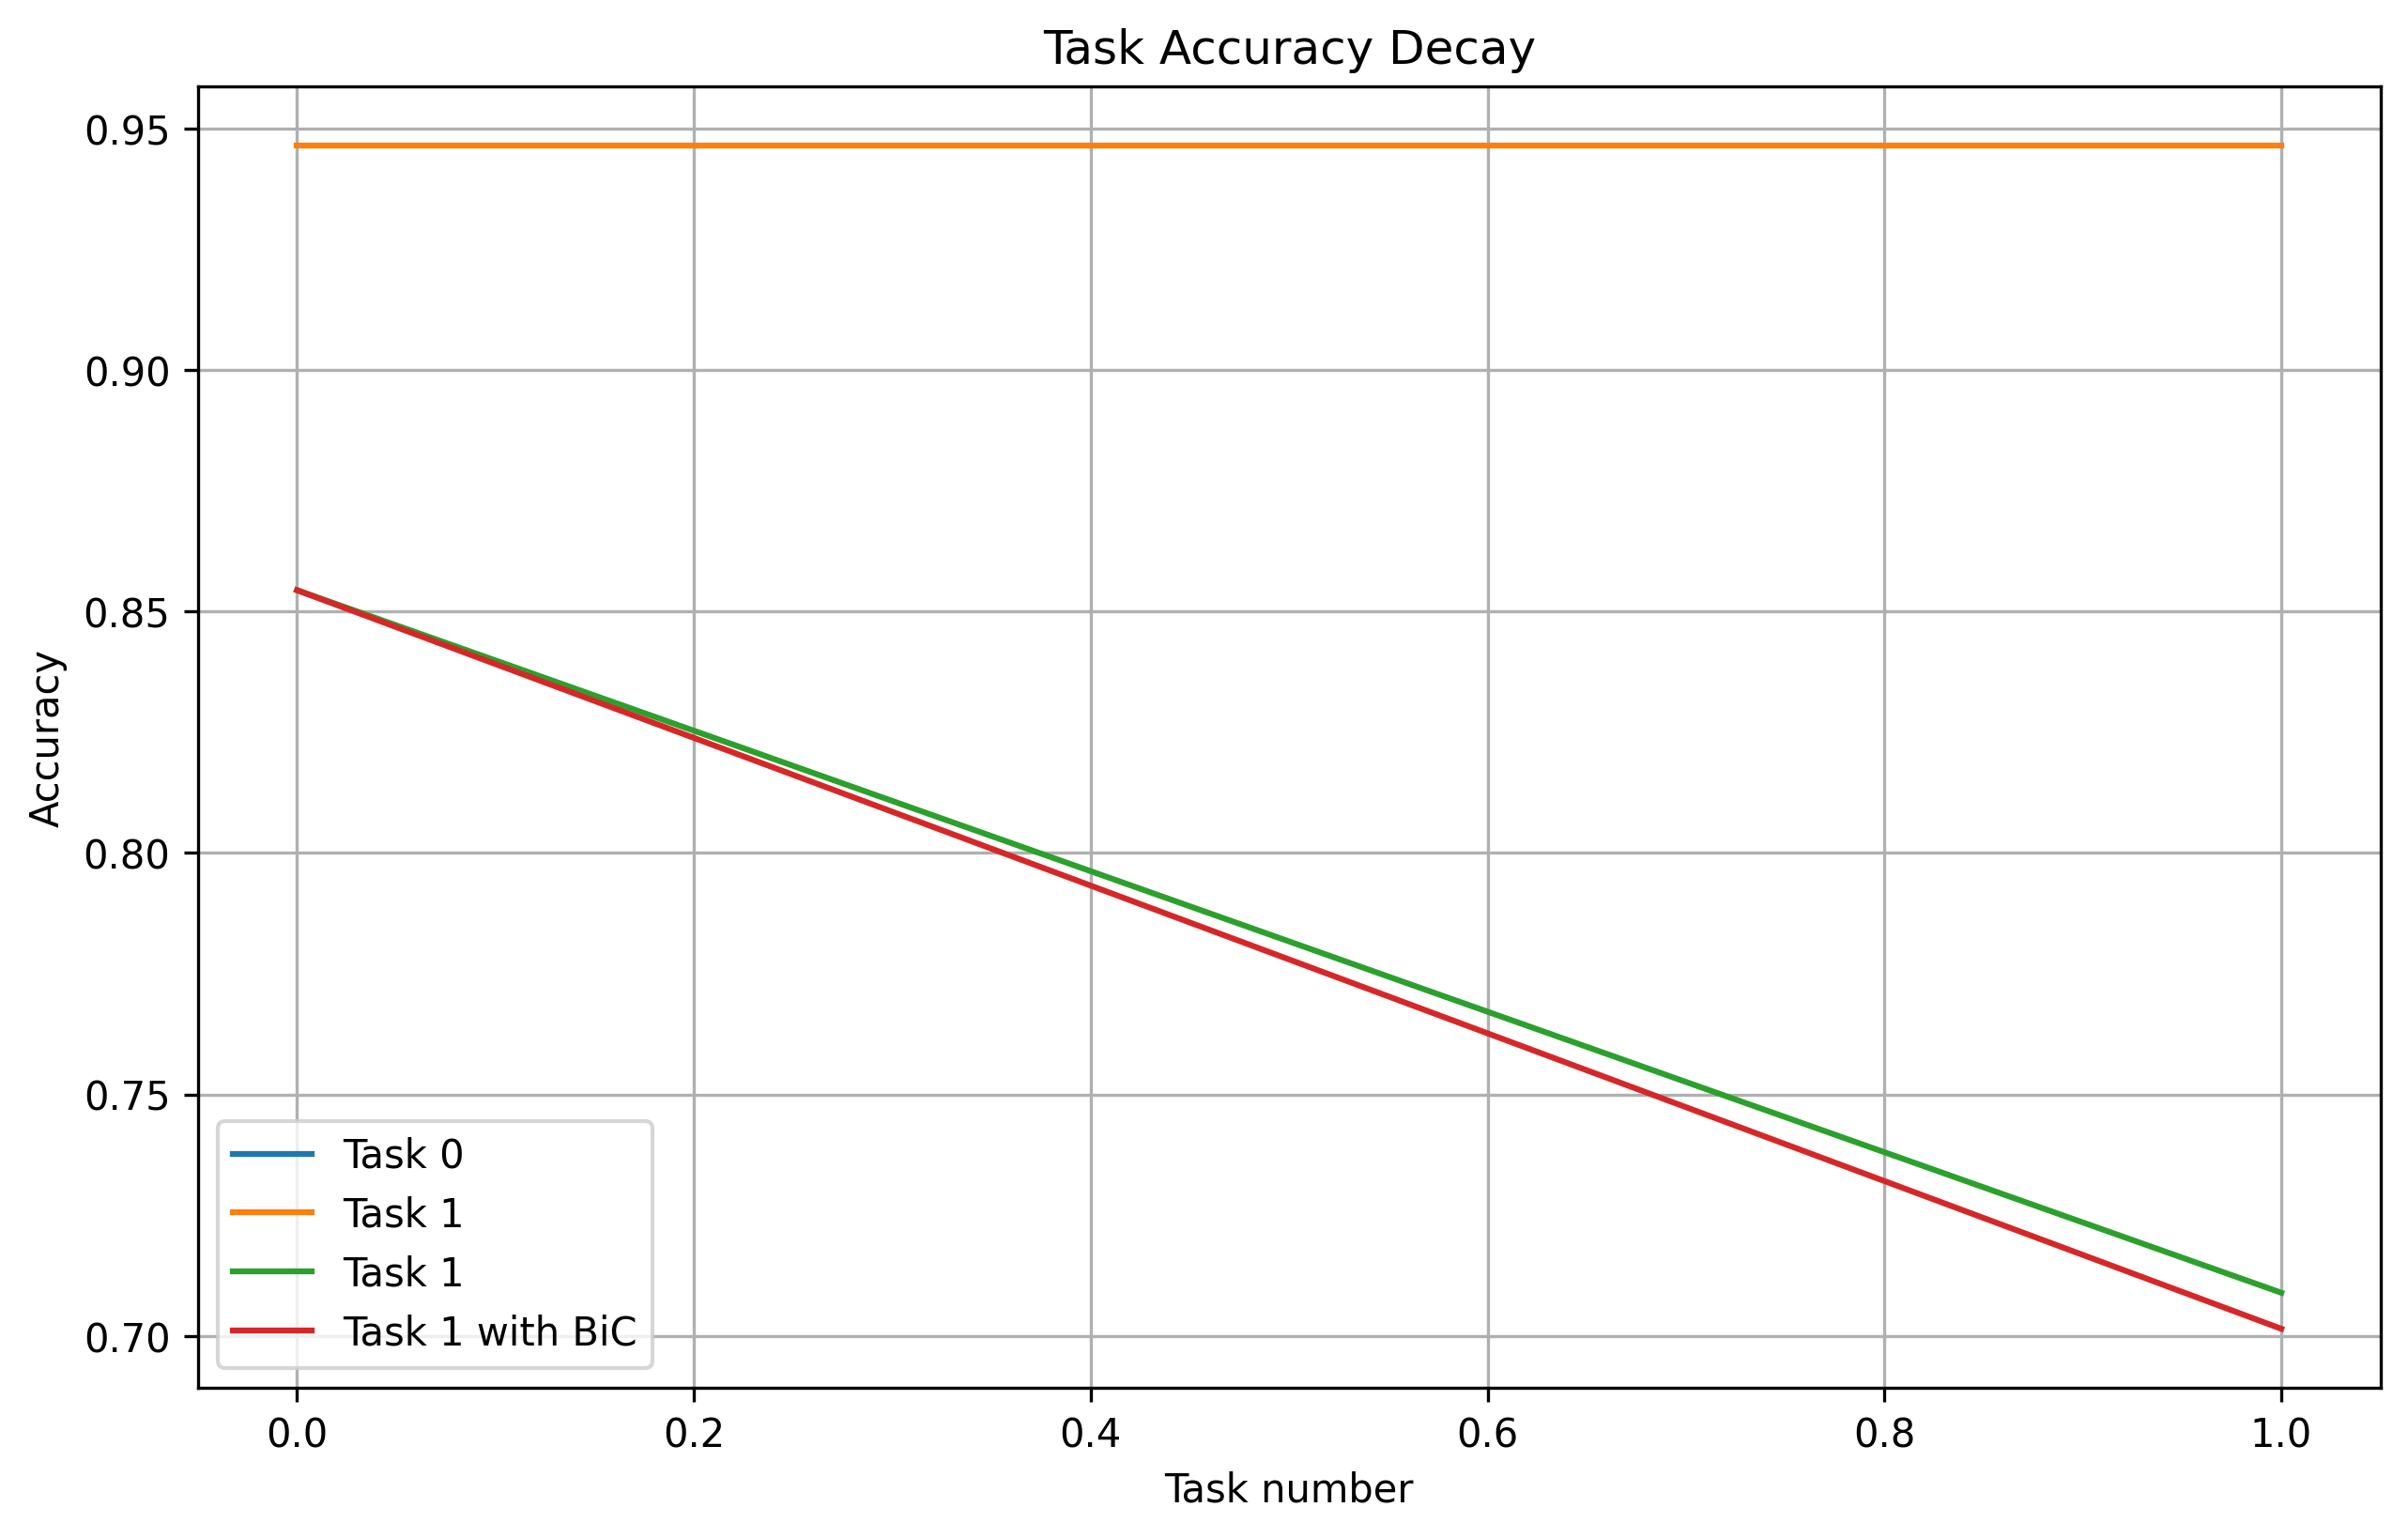 Task Accuracy Decay
0.95
0.90
0.85
0.80
0.75
0.70
Accuracy
Task 0
Task 1
Task 1
Task 1 with BiC
0.0 0.2 0.4 0.6 0.8 1.0
Task number